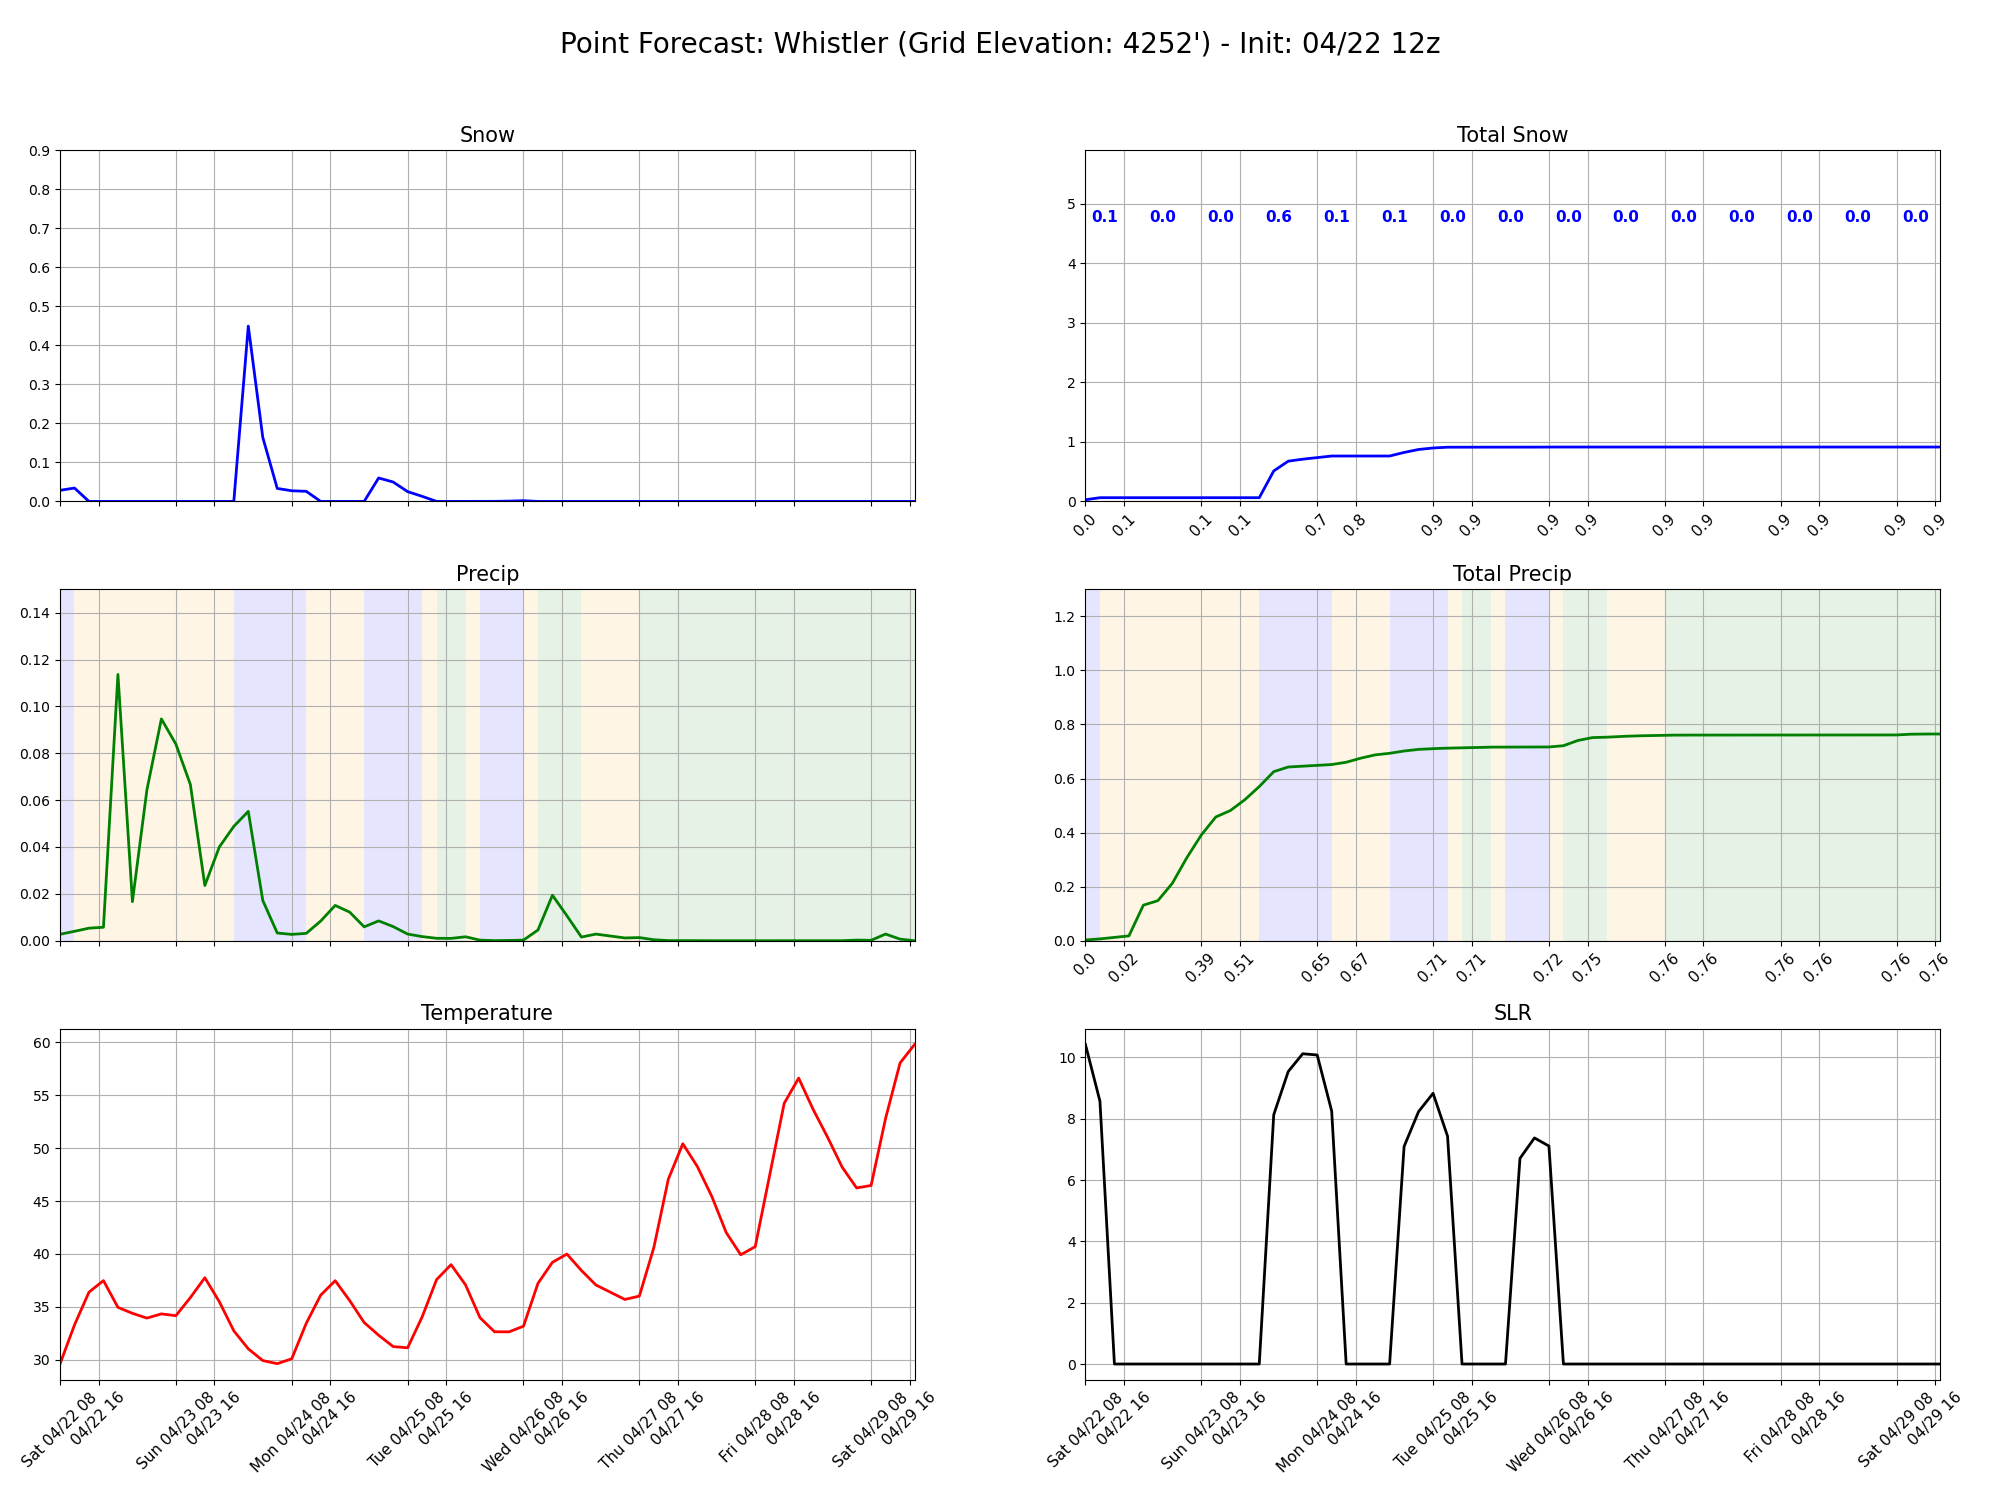 Point Forecast: Whistler (Grid Elevation: 4252') - Init: 04/22 12z
Snow
0.9
0.8
0.7
0.6
0.5
0.4
0.3
0.2
0.1
0.0
Total Snow
5
4
3
2
1
0
0.1 0.0 0.0 0.6 0.1 0.1 0.0 0.0 0.0 0.0 0.0 0.0 0.0 0.0 0.0
0.0 0.1 0.1 0.1 0.7 0.8 0.9 0.9 0.9 0.9 0.9 0.9 0.9 0.9 0.9 0.9
Precip
0.14
0.12
0.10
0.08
0.06
0.04
0.02
0.00
Total Precip
1.2
1.0
0.8
0.6
0.4
0.2
0.0
0.0 0.02 0.39 0.51 0.65 0.67 0.71 0.71 0.72 0.75 0.76 0.76 0.76 0.76 0.76 0.76
Temperature
60
55
50
45
40
35
30
Sat 04/22 08
04/22 16
Sun 04/23 08
04/23 16
Mon 04/24 08
04/24 16
Tue 04/25 08
04/25 16
Wed 04/26 08
04/26 16
Thu 04/27 08
04/27 16
Fri 04/28 08
04/28 16
Sat 04/29 08
04/29 16
SLR
10
8
6
4
2
0
Sat 04/22 08
04/22 16
Sun 04/23 08
04/23 16
Mon 04/24 08
04/24 16
Tue 04/25 08
04/25 16
Wed 04/26 08
04/26 16
Thu 04/27 08
04/27 16
Fri 04/28 08
04/28 16
Sat 04/29 08
04/29 16